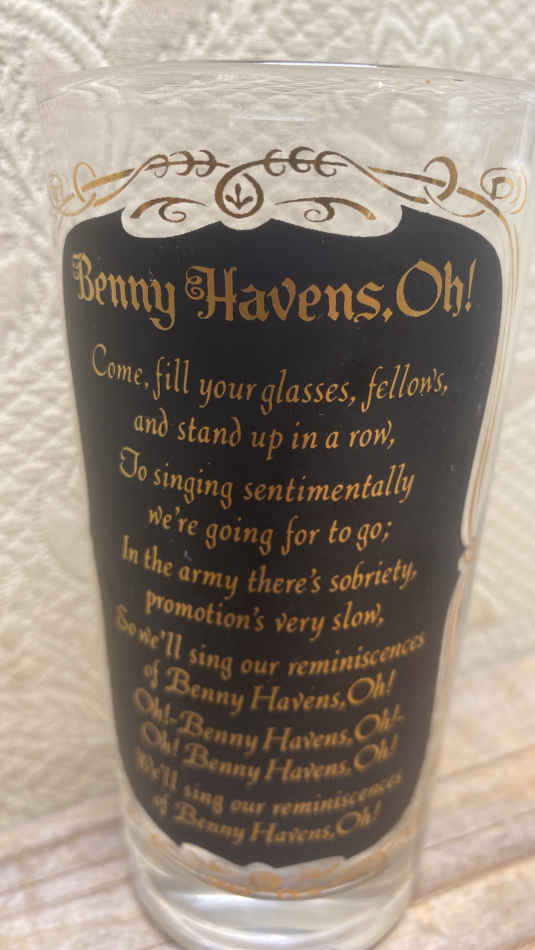 Benny Havens, Oh!
Come, fill your glasses, fellows,
and stand up in a row,
To singing sentimentally
we're going for to go;
In the army there's sobriety,
promotion's very slow,
So we'll sing our reminiscences
of Benny Havens, Oh!
Oh!-Benny Havens, Oh!-
Oh! Benny Havens, Oh!
We'll sing our reminiscences
of Benny Havens, Oh!